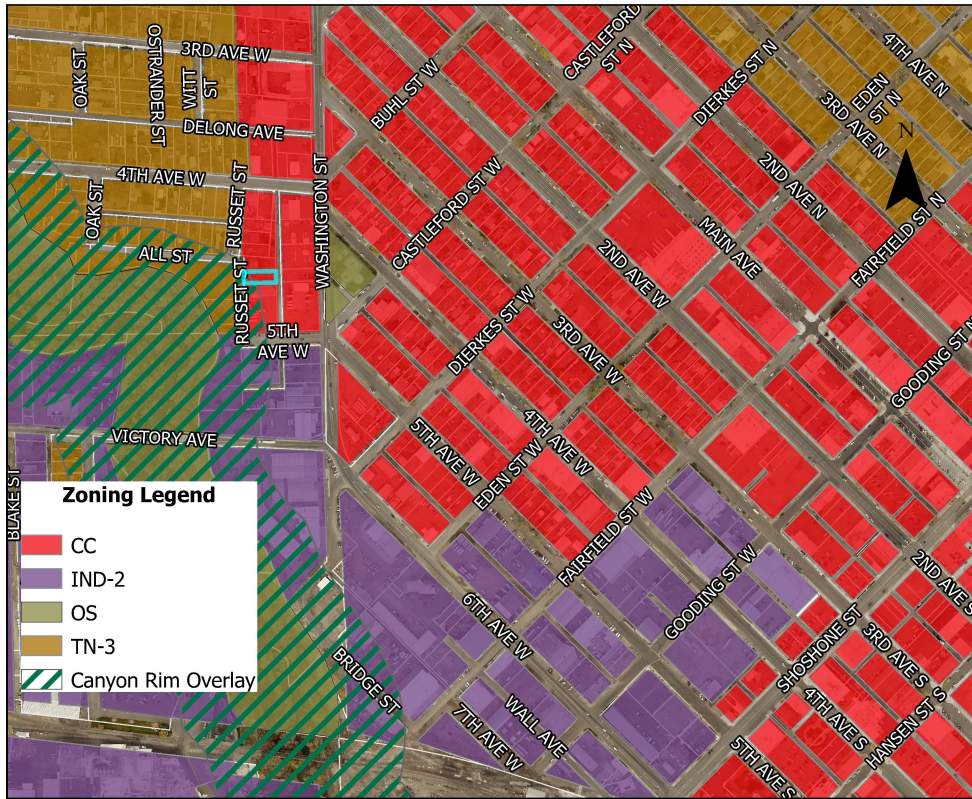 3RD AVE W
OAK ST
OSTRANDER ST
WITT
ST
DELONG AVE
4TH AVE W
OAK ST
RUSSET ST
ALL ST
RUSSET ST
5TH
AVE W
WASHINGTON ST
BUHL ST W
CASTLEFORD
ST N
DIERKES ST N
4TH AVE N
EDEN
ST N
3RD AVE N
N
2ND AVE N
FAIRFIELD ST N
MAIN AVE
CASTLEFORD ST W
2ND AVE W
DIERKES ST W
3RD AVE W
GOODING ST N
4TH AVE W
5TH AVE W
EDEN ST W
VICTORY AVE
BLAKE ST
FAIRFIELD ST W
GOODING ST W
6TH AVE W
SHOSHONE ST
2ND AVE S
3RD AVE S
4TH AVE S
HANSEN ST S
5TH AVE S
BRIDGE ST
WALL AVE
7TH AVE W
Zoning Legend
CC
IND-2
OS
TN-3
Canyon Rim Overlay